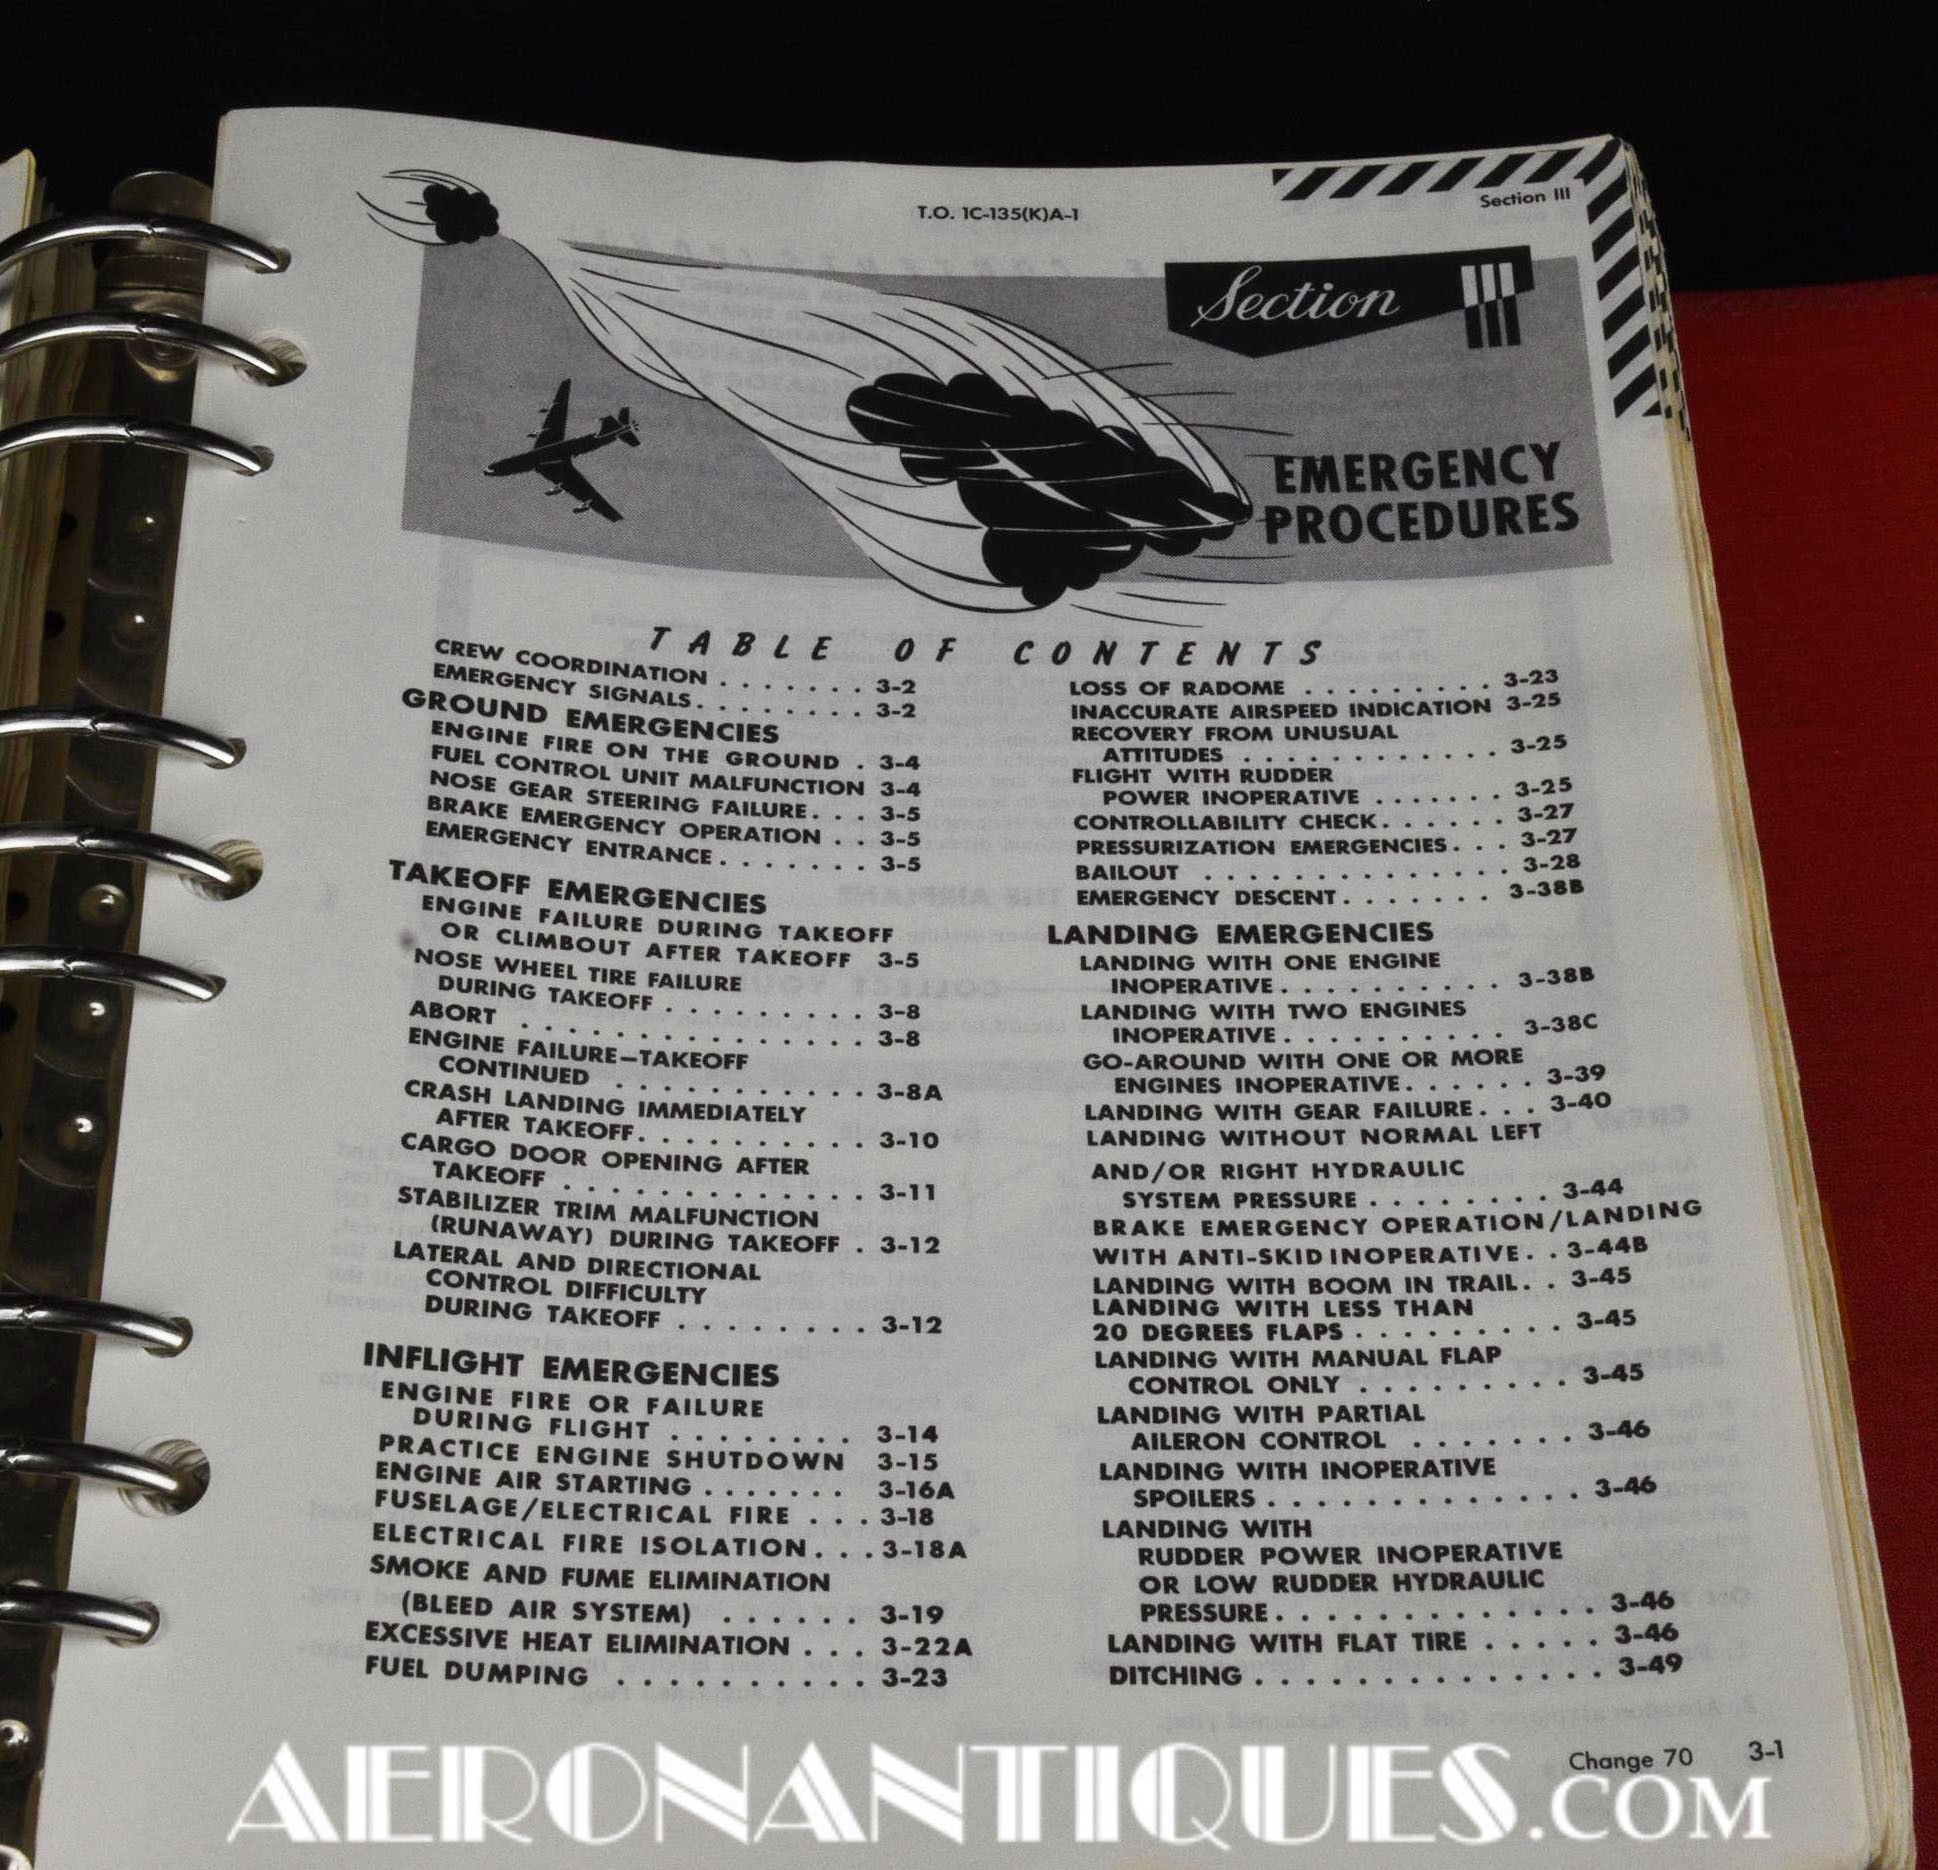 T.O. 1C-135(K)A-1
Section III
Section III
EMERGENCY
PROCEDURES
TABLE OF CONTENTS
CREW COORDINATION . . . . . . . 3-2
EMERGENCY SIGNALS. . . . . . . . 3-2
GROUND EMERGENCIES
ENGINE FIRE ON THE GROUND . 3-4
FUEL CONTROL UNIT MALFUNCTION 3-4
NOSE GEAR STEERING FAILURE. . . 3-5
BRAKE EMERGENCY OPERATION . . 3-5
EMERGENCY ENTRANCE. . . . . . . 3-5
TAKEOFF EMERGENCIES
ENGINE FAILURE DURING TAKEOFF
OR CLIMBOUT AFTER TAKEOFF 3-5
NOSE WHEEL TIRE FAILURE
DURING TAKEOFF . . . . . . . . . 3-8
ABORT . . . . . . . . . . . . . 3-8
ENGINE FAILURE—TAKEOFF
CONTINUED . . . . . . . . . . . 3-8A
CRASH LANDING IMMEDIATELY
AFTER TAKEOFF. . . . . . . . . . 3-10
CARGO DOOR OPENING AFTER
TAKEOFF . . . . . . . . . . . . . 3-11
STABILIZER TRIM MALFUNCTION
(RUNAWAY) DURING TAKEOFF . 3-12
LATERAL AND DIRECTIONAL
CONTROL DIFFICULTY
DURING TAKEOFF . . . . . . . . 3-12
INFLIGHT EMERGENCIES
ENGINE FIRE OR FAILURE
DURING FLIGHT . . . . . . . . 3-14
PRACTICE ENGINE SHUTDOWN 3-15
ENGINE AIR STARTING . . . . . . . 3-16A
FUSELAGE/ELECTRICAL FIRE . . . 3-18
ELECTRICAL FIRE ISOLATION. . . 3-18A
SMOKE AND FUME ELIMINATION
(BLEED AIR SYSTEM) . . . . . . 3-19
EXCESSIVE HEAT ELIMINATION . . . 3-22A
FUEL DUMPING . . . . . . . . . . 3-23
LOSS OF RADOME . . . . . . . . . 3-23
INACCURATE AIRSPEED INDICATION 3-25
RECOVERY FROM UNUSUAL
ATTITUDES . . . . . . . . . . . . 3-25
FLIGHT WITH RUDDER
POWER INOPERATIVE . . . . . . . 3-25
CONTROLLABILITY CHECK. . . . . . 3-27
PRESSURIZATION EMERGENCIES. . . 3-27
BAILOUT . . . . . . . . . . . . . . 3-28
EMERGENCY DESCENT. . . . . . . 3-38B
LANDING EMERGENCIES
LANDING WITH ONE ENGINE
INOPERATIVE. . . . . . . . . . 3-38B
LANDING WITH TWO ENGINES
INOPERATIVE. . . . . . . . . . 3-38C
GO-AROUND WITH ONE OR MORE
ENGINES INOPERATIVE. . . . . . 3-39
LANDING WITH GEAR FAILURE. . . 3-40
LANDING WITHOUT NORMAL LEFT
AND/OR RIGHT HYDRAULIC
SYSTEM PRESSURE . . . . . . . . 3-44
BRAKE EMERGENCY OPERATION/LANDING
WITH ANTI-SKID INOPERATIVE. . 3-44B
LANDING WITH BOOM IN TRAIL. . 3-45
LANDING WITH LESS THAN
20 DEGREES FLAPS . . . . . . . . . 3-45
LANDING WITH MANUAL FLAP
CONTROL ONLY . . . . . . . . . 3-45
LANDING WITH PARTIAL
AILERON CONTROL . . . . . . . 3-46
LANDING WITH INOPERATIVE
SPOILERS . . . . . . . . . . . . . 3-46
LANDING WITH
RUDDER POWER INOPERATIVE
OR LOW RUDDER HYDRAULIC
PRESSURE. . . . . . . . . . . . . . 3-46
LANDING WITH FLAT TIRE . . . . . 3-46
DITCHING . . . . . . . . . . . . . . 3-49
Change 70 3-1
AERONANTIQUES.COM